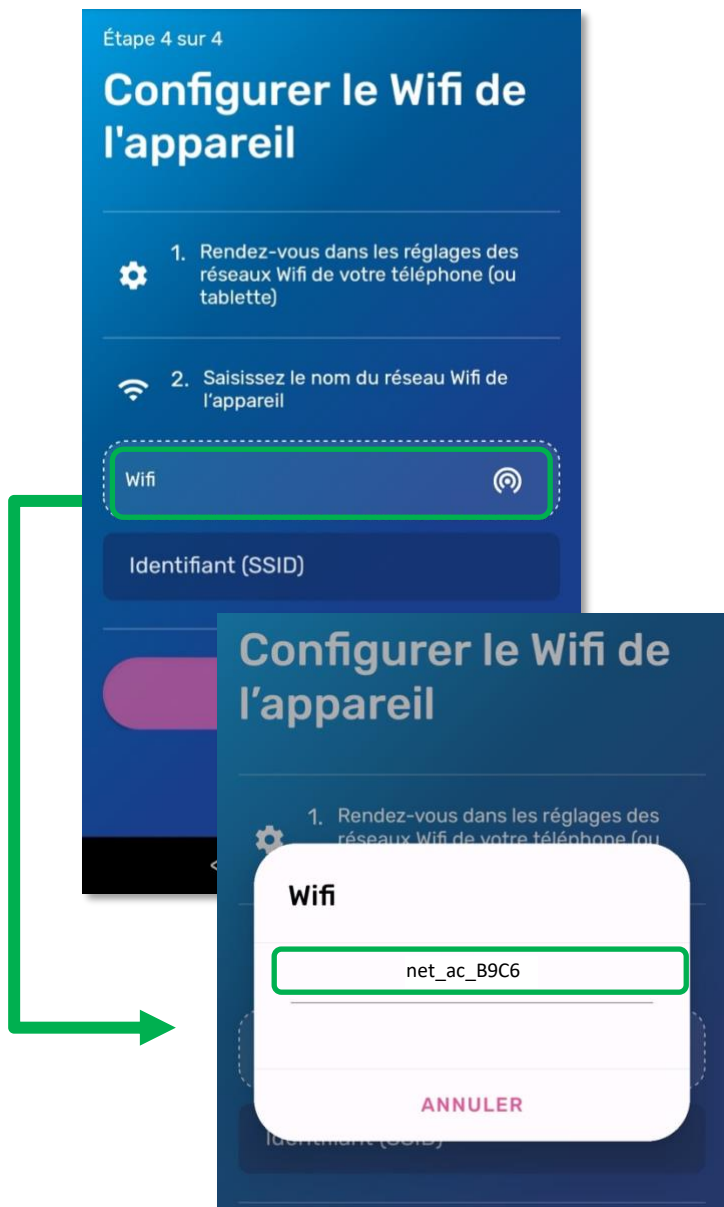 Étape 4 sur 4
Configurer le Wifi de
l'appareil
1. Rendez-vous dans les réglages des
réseaux Wifi de votre téléphone (ou
tablette)
2. Saisissez le nom du réseau Wifi de
l’appareil
Wifi
Identifiant (SSID)
Configurer le Wifi de
l’appareil
1. Rendez-vous dans les réglages des
réseaux Wifi de votre téléphone (ou
Wifi
net_ac_B9C6
ANNULER
Identifiant (SSID)